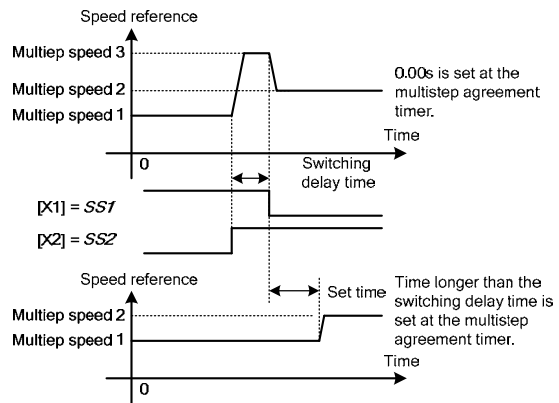 Speed reference
Multiep speed 3
Multiep speed 2
Multiep speed 1
0.00s is set at the
multistep agreement
timer.
Time
0
Switching
delay time
[X1] = SS1
[X2] = SS2
Speed reference
Set time
Time longer than the
switching delay time is
set at the multistep
agreement timer.
Multiep speed 2
Multiep speed 1
Time
0